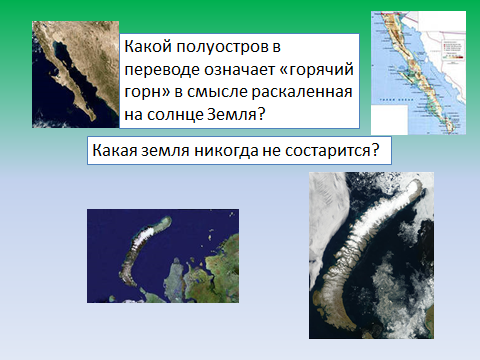 Какой полуостров в
переводе означает «горячий
горн» в смысле раскаленная
на солнце Земля?
Какая земля никогда не состарится?